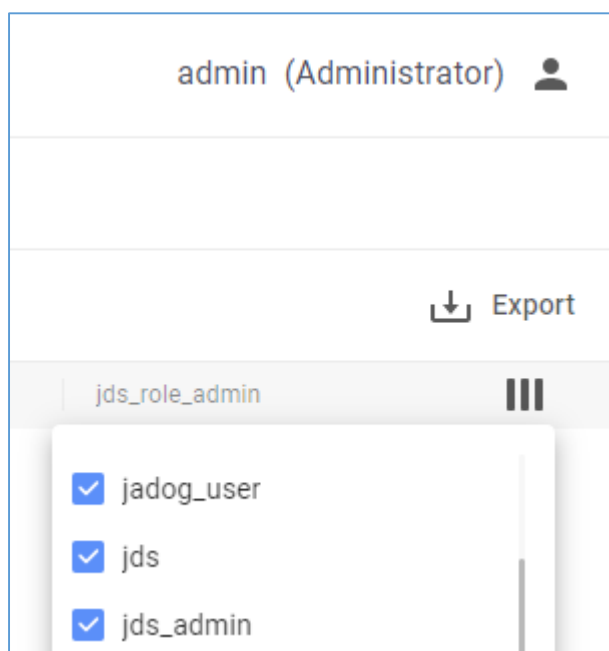 admin (Administrator)
Export
jds_role_admin
jadog_user
jds
jds_admin